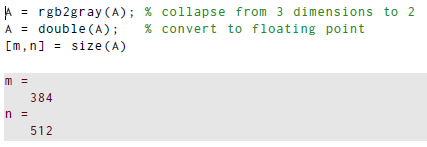 A = rgb2gray(A); % collapse from 3 dimensions to 2
A = double(A);   % convert to floating point
[m,n] = size(A)
m =
   384
n =
   512